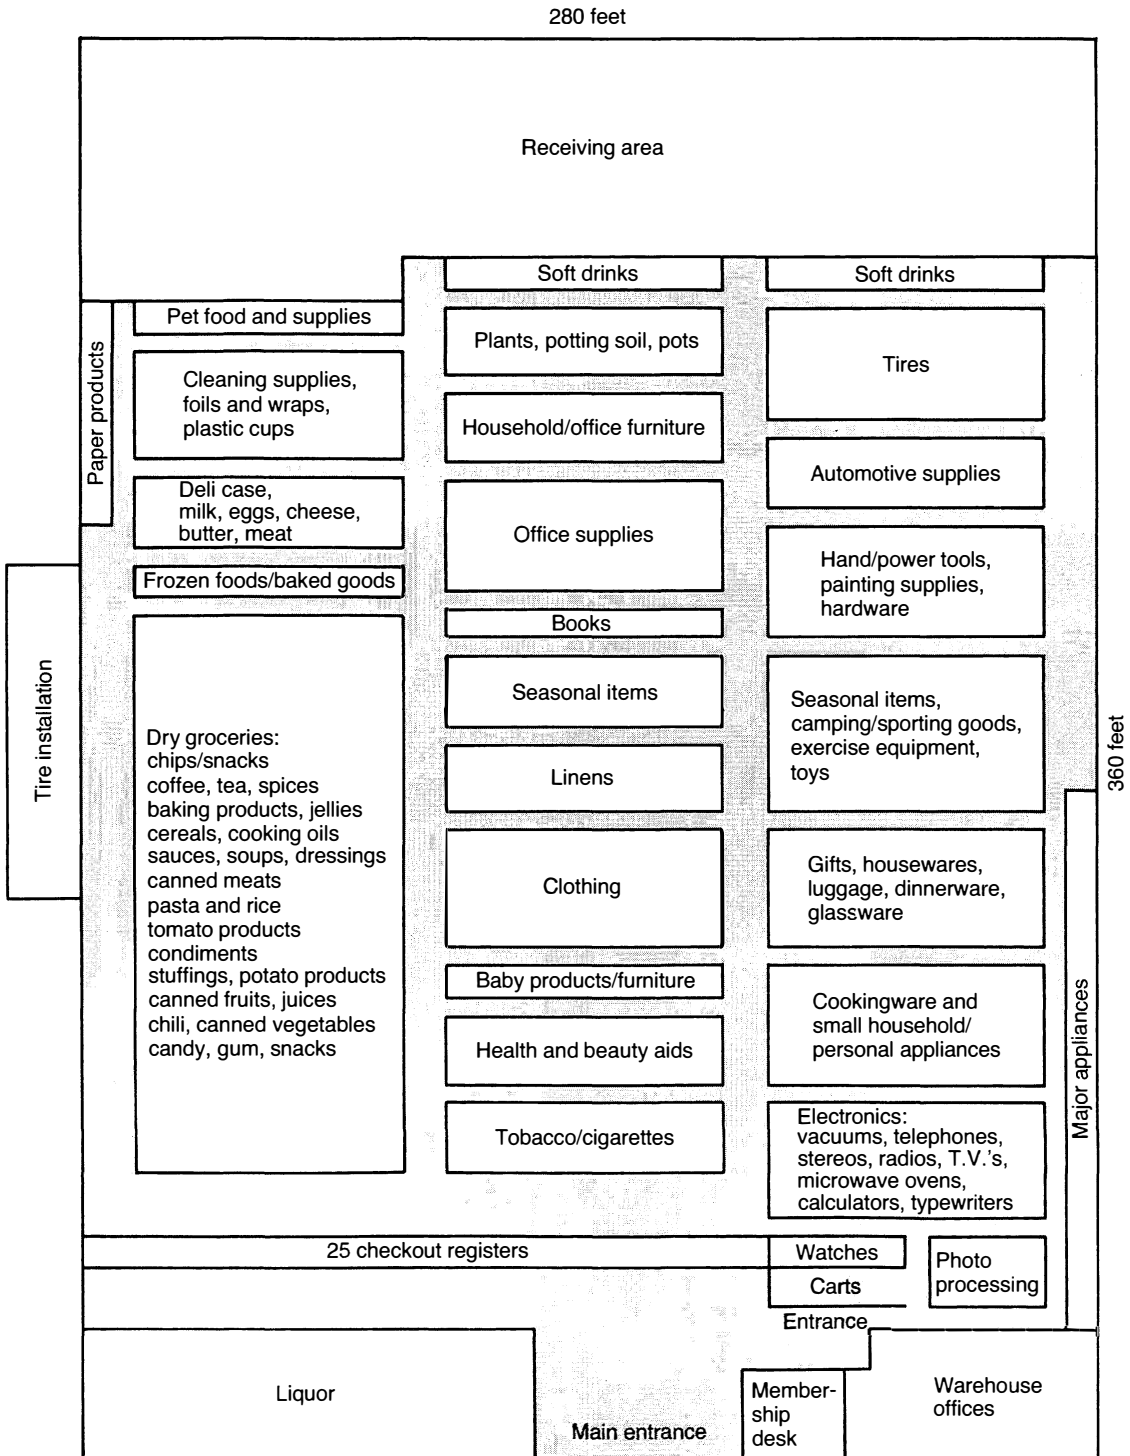 280 feet
Receiving area
Soft drinks
Soft drinks
Pet food and supplies
Paper products
Plants, potting soil, pots
Tires
Cleaning supplies,
foils and wraps,
plastic cups
Household/office furniture
Automotive supplies
Deli case,
milk, eggs, cheese,
butter, meat
Office supplies
Hand/power tools,
painting supplies,
hardware
Frozen foods/baked goods
Books
Tire installation
Seasonal items
Seasonal items,
camping/sporting goods,
exercise equipment,
toys
360 feet
Dry groceries:
chips/snacks
coffee, tea, spices
baking products, jellies
cereals, cooking oils
sauces, soups, dressings
canned meats
pasta and rice
tomato products
condiments
stuffings, potato products
canned fruits, juices
chili, canned vegetables
candy, gum, snacks
Linens
Clothing
Gifts, housewares,
luggage, dinnerware,
glassware
Baby products/furniture
Cookingware and
small household/
personal appliances
Major appliances
Health and beauty aids
Tobacco/cigarettes
Electronics:
vacuums, telephones,
stereos, radios, T.V.'s,
microwave ovens,
calculators, typewriters
25 checkout registers
Watches
Carts
Photo
processing
Entrance
Liquor
Main entrance
Member-
ship
desk
Warehouse
offices